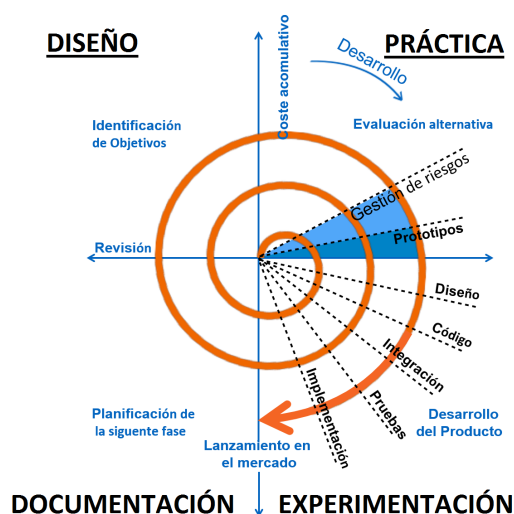 DISEÑO
PRÁCTICA
Coste acomulativo
Desarrollo
Identificación
de Objetivos
Evaluación alternativa
Gestión de riesgos
Prototipos
Revisión
Diseño
Código
Integración
Pruebas
Implementación
Planificación de
la siguente fase
Desarrollo
del Producto
Lanzamiento en
el mercado
DOCUMENTACIÓN
EXPERIMENTACIÓN